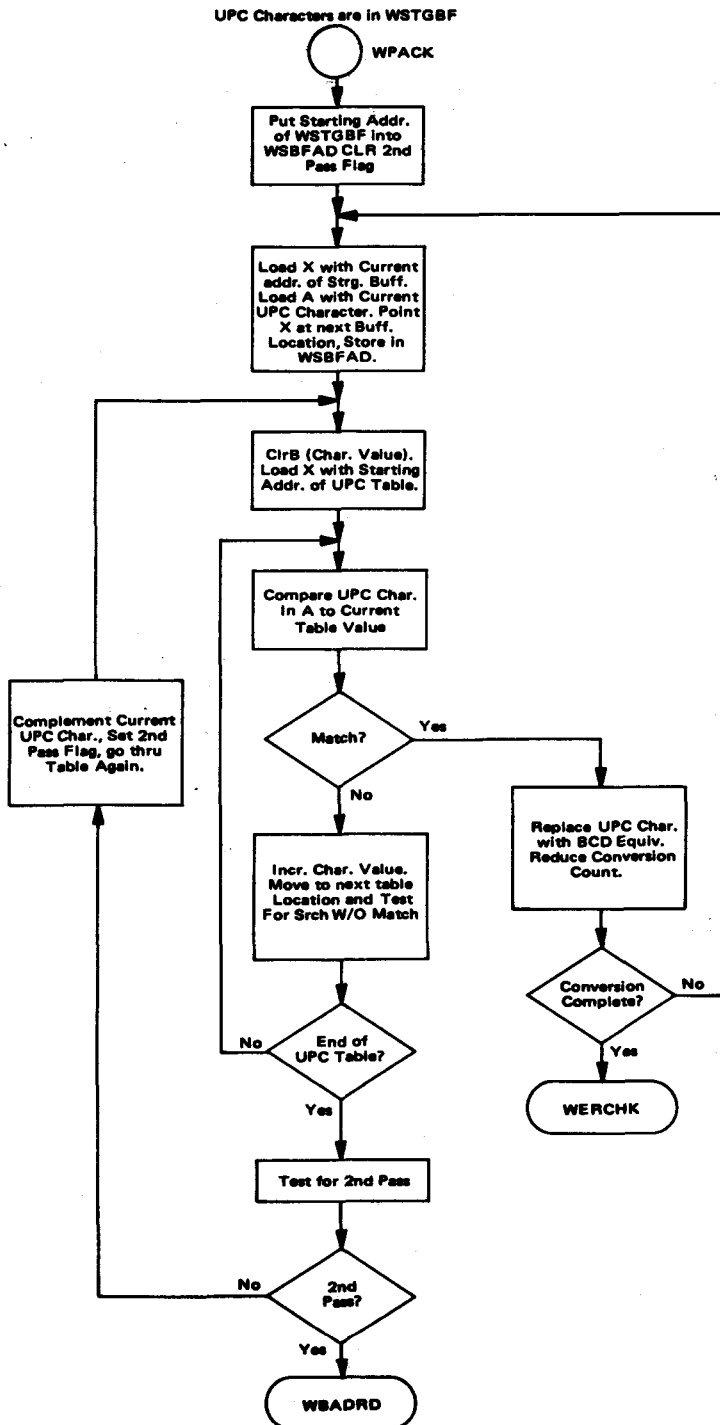 UPC Characters are in WSTGBF
WPACK
Put Starting Addr.
of WSTGBF into
WSBFAD CLR 2nd
Pass Flag
Load X with Current
addr. of Strg. Buff.
Load A with Current
UPC Character. Point
X at next Buff.
Location, Store in
WSBFAD.
ClrB (Char. Value).
Load X with Starting
Addr. of UPC Table.
Compare UPC Char.
In A to Current
Table Value
Complement Current
UPC Char., Set 2nd
Pass Flag, go thru
Table Again.
Match?
Yes
No
Replace UPC Char.
with BCD Equiv.
Reduce Conversion
Count.
Incr. Char. Value.
Move to next table
Location and Test
For Srch W/O Match
Conversion
Complete?
No
Yes
No
End of
UPC Table?
Yes
WERCHK
Test for 2nd Pass
No
2nd
Pass?
Yes
WBADRD